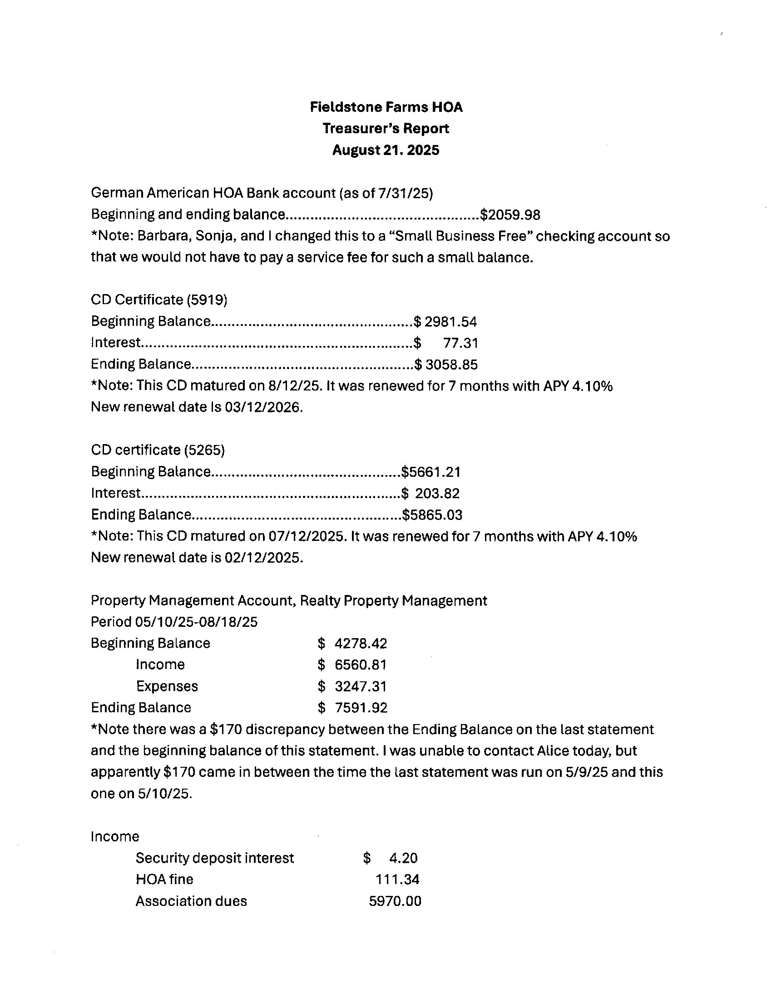 Fieldstone Farms HOA
Treasurer's Report
August 21. 2025
German American HOA Bank account (as of 7/31/25)
Beginning and ending balance...............................................$2059.98
*Note: Barbara, Sonja, and I changed this to a “Small Business Free” checking account so
that we would not have to pay a service fee for such a small balance.
CD Certificate (5919)
Beginning Balance.................................................$ 2981.54
Interest..................................................................$ 77.31
Ending Balance......................................................$ 3058.85
*Note: This CD matured on 8/12/25. It was renewed for 7 months with APY 4.10%
New renewal date Is 03/12/2026.
CD certificate (5265)
Beginning Balance..............................................$5661.21
Interest...............................................................$ 203.82
Ending Balance...................................................$5865.03
*Note: This CD matured on 07/12/2025. It was renewed for 7 months with APY 4.10%
New renewal date is 02/12/2025.
Property Management Account, Realty Property Management
Period 05/10/25-08/18/25
Beginning Balance $ 4278.42
Income $ 6560.81
Expenses $ 3247.31
Ending Balance $ 7591.92
*Note there was a $170 discrepancy between the Ending Balance on the last statement
and the beginning balance of this statement. I was unable to contact Alice today, but
apparently $170 came in between the time the last statement was run on 5/9/25 and this
one on 5/10/25.
Income
Security deposit interest $ 4.20
HOA fine 111.34
Association dues 5970.00